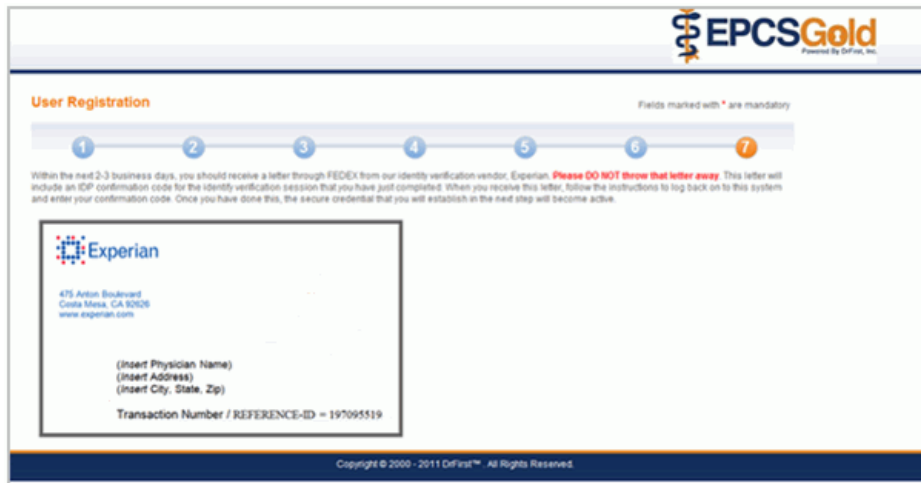 EPCSGold
Powered By DrFirst, Inc.
User Registration
Fields marked with * are mandatory
1 2 3 4 5 6 7
Within the next 2-3 business days, you should receive a letter through FEDEX from our identity verification vendor, Experian. Please DO NOT throw that letter away. This letter will
include an IDP confirmation code for the identify verification session that you have just completed. When you receive this letter, follow the instructions to log back on to this system
and enter your confirmation code. Once you have done this, the secure credential that you will establish in the next step will become active.
Experian
475 Anton Boulevard
Costa Mesa, CA 92626
www.experian.com
(Insert Physician Name)
(Insert Address)
(Insert City, State, Zip)
Transaction Number / REFERENCE-ID = 197095519
Copyright © 2000 - 2011 DrFirst™. All Rights Reserved.